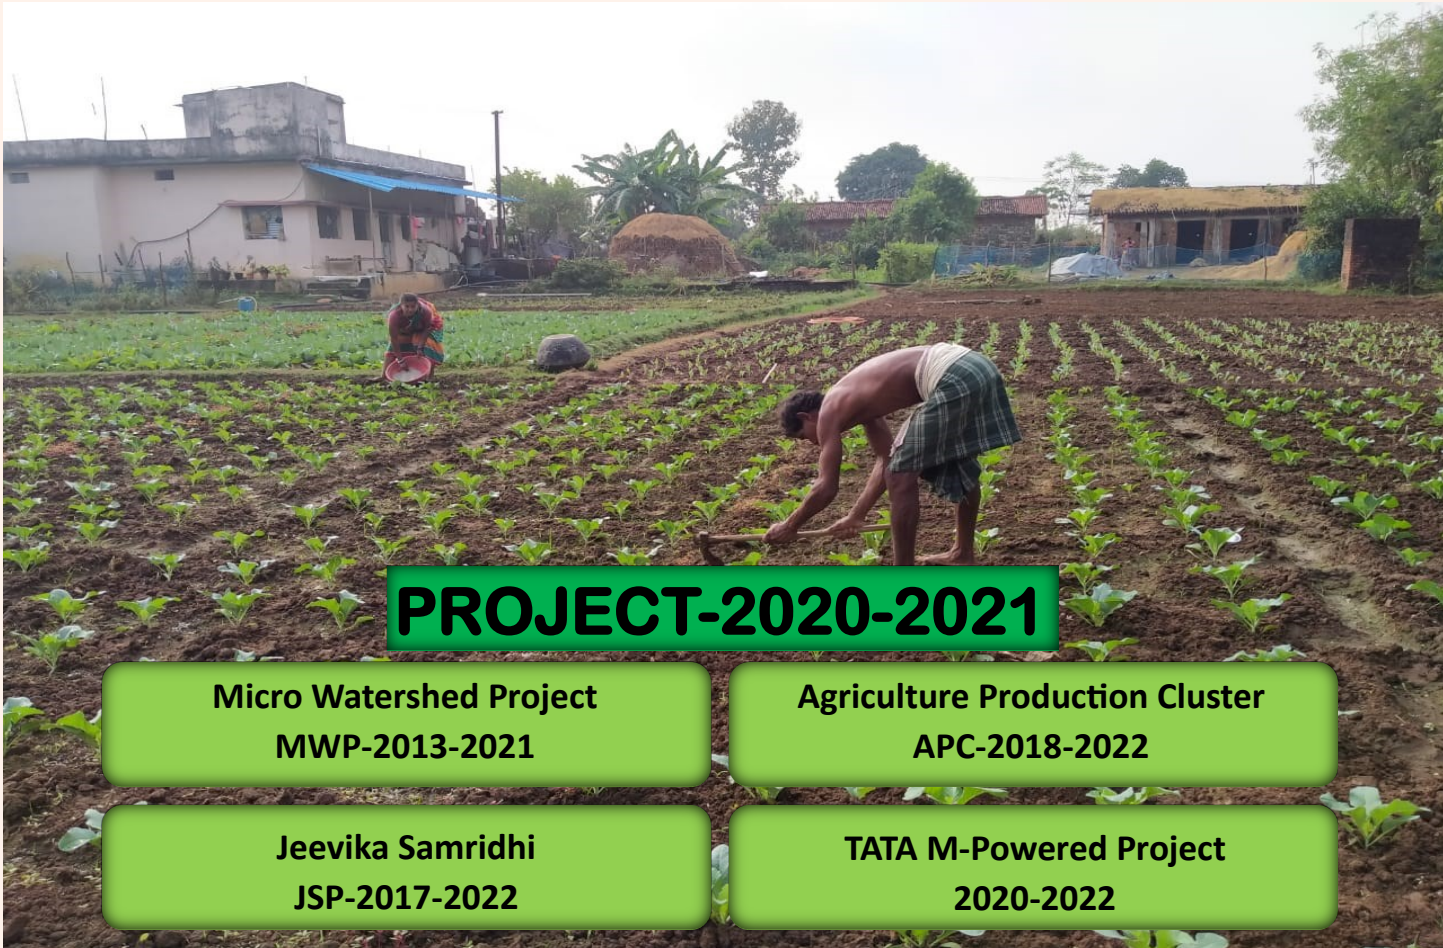 PROJECT-2020-2021
Micro Watershed Project
MWP-2013-2021
Agriculture Production Cluster
APC-2018-2022
Jeevika Samridhi
JSP-2017-2022
TATA M-Powered Project
2020-2022